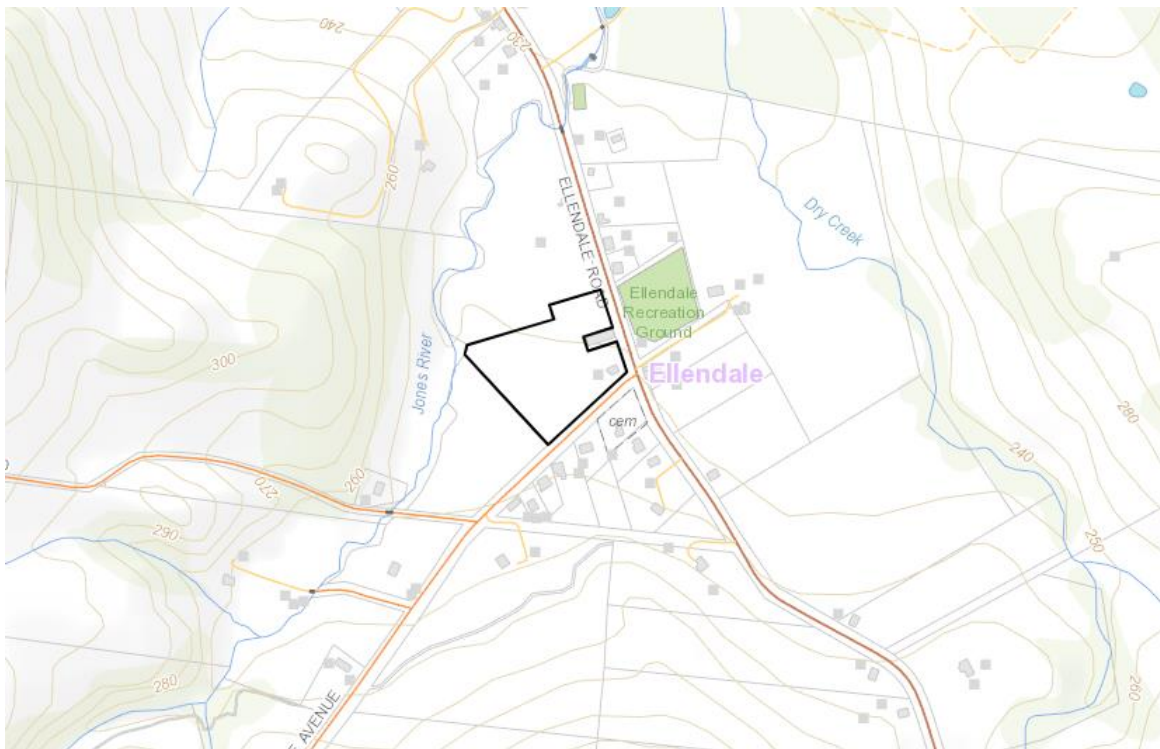 240
230
260
ELLENDALE ROAD
Dry Creek
Ellendale
Recreation
Ground
300
Jones River
Ellendale
cem
280
240
260
270
290
250
280
260
AVENUE